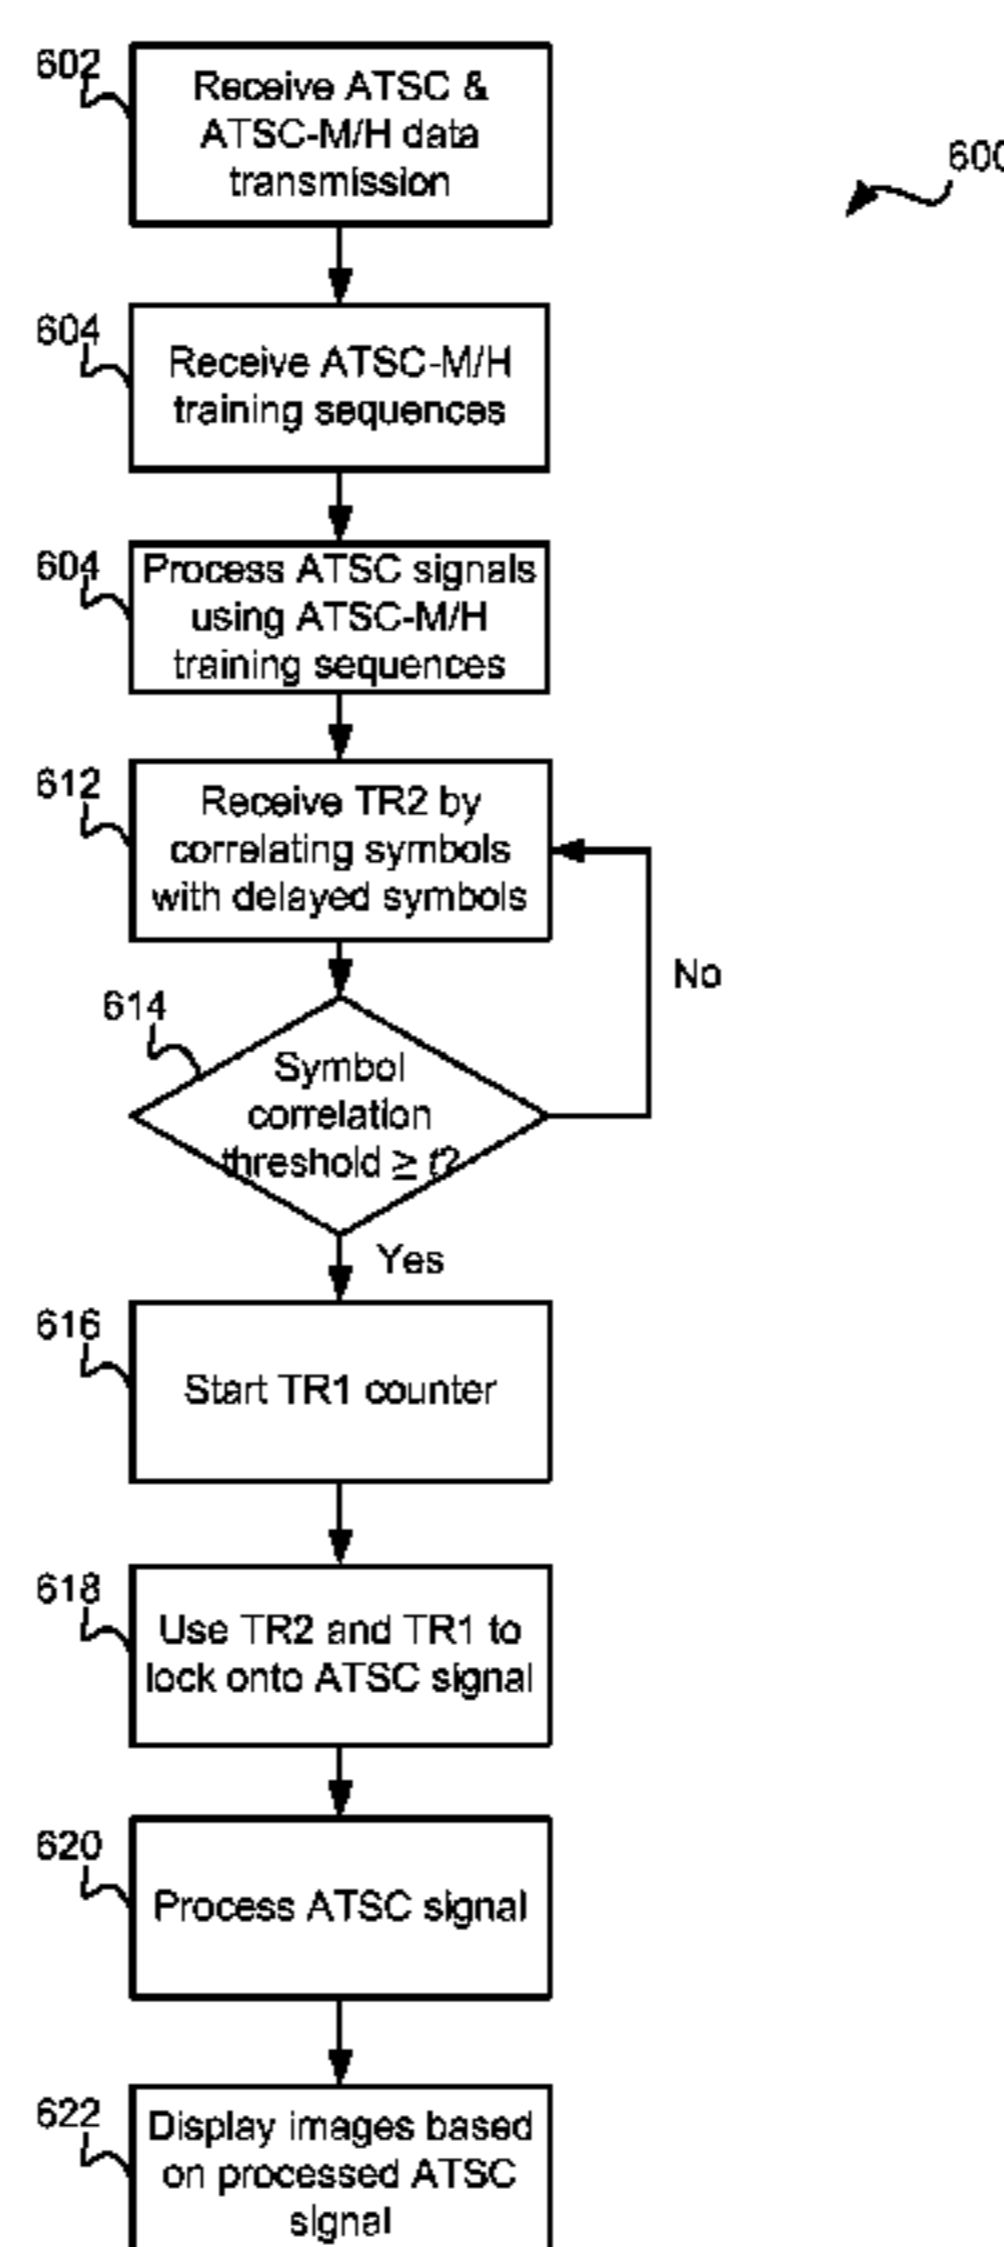 602
Receive ATSC &
ATSC-M/H data
transmission
600
604
Receive ATSC-M/H
training sequences
604
Process ATSC signals
using ATSC-M/H
training sequences
612
Receive TR2 by
correlating symbols
with delayed symbols
No
614
Symbol
correlation
threshold ≥ t?
Yes
616
Start TR1 counter
618
Use TR2 and TR1 to
lock onto ATSC signal
620
Process ATSC signal
622
Display images based
on processed ATSC
signal